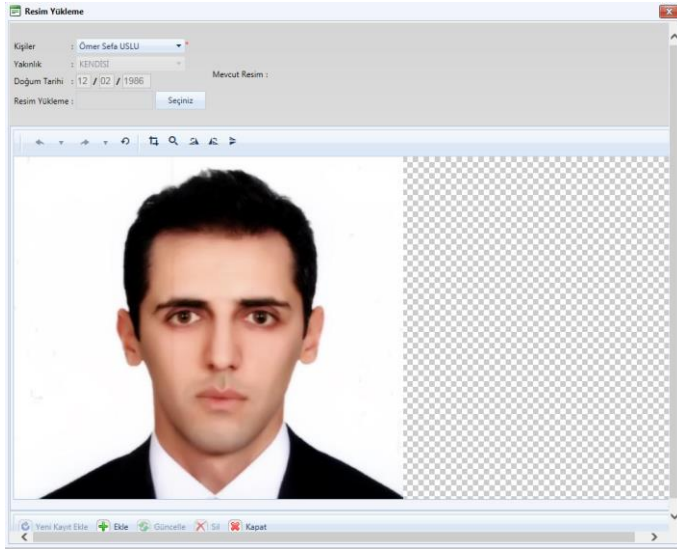 Resim Yükleme
Kişiler : Ömer Sefa USLU *
Yakınlık : KENDİSİ
Doğum Tarihi : 12 / 02 / 1986
Mevcut Resim :
Resim Yükleme : Seçiniz
Yeni Kayıt Ekle Ekle Güncelle Sil Kapat